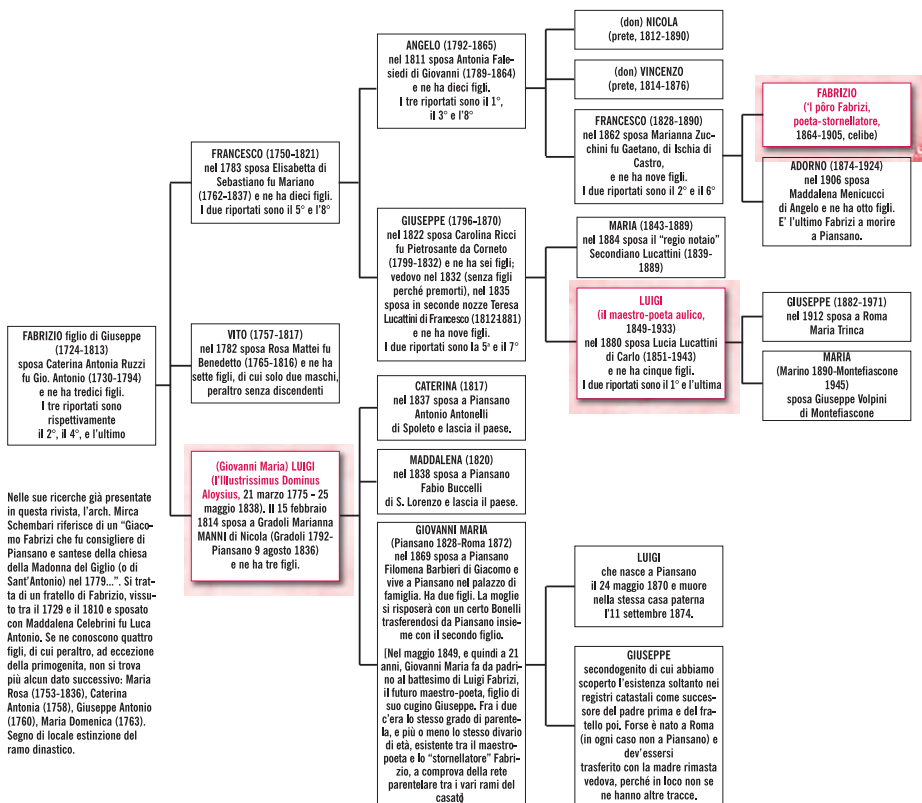 FABRIZIO figlio di Giuseppe
(1724-1813)
sposa Caterina Antonia Ruzzi
fu Gio. Antonio (1730-1794)
e ne ha tredici figli.
I tre riportati sono
rispettivamente
il 2°, il 4°, e l'ultimo
FRANCESCO (1750-1821)
nel 1783 sposa Elisabetta di
Sebastiano fu Mariano
(1762-1837) e ne ha dieci figli.
I due riportati sono il 5° e l'8°
VITO (1757-1817)
nel 1782 sposa Rosa Mattei fu
Benedetto (1765-1816) e ne ha
sette figli, di cui solo due maschi,
peraltro senza discendenti
(Giovanni Maria) LUIGI
(l'Illustrissimus Dominus
Aloysius, 21 marzo 1775 - 25
maggio 1838). Il 15 febbraio
1814 sposa a Gradoli Marianna
MANNI di Nicola (Gradoli 1792-
Piansano 9 agosto 1836)
e ne ha tre figli.
ANGELO (1792-1865)
nel 1811 sposa Antonia Fale-
siedi di Giovanni (1789-1864)
e ne ha dieci figli.
I tre riportati sono il 1°,
il 3° e l'8°
GIUSEPPE (1796-1870)
nel 1822 sposa Carolina Ricci
fu Pietrosante da Corneto
(1799-1832) e ne ha sei figli;
vedovo nel 1832 (senza figli
perché premorti), nel 1835
sposa in seconde nozze Teresa
Lucattini di Francesco (1812-1881)
e ne ha nove figli.
I due riportati sono la 5ª e il 7°
CATERINA (1817)
nel 1837 sposa a Piansano
Antonio Antonelli
di Spoleto e lascia il paese.
MADDALENA (1820)
nel 1838 sposa a Piansano
Fabio Buccelli
di S. Lorenzo e lascia il paese.
GIOVANNI MARIA
(Piansano 1828-Roma 1872)
nel 1869 sposa a Piansano
Filomena Barbieri di Giacomo e
vive a Piansano nel palazzo di
famiglia. Ha due figli. La moglie
si risposerà con un certo Bonelli
trasferendosi da Piansano insie-
me con il secondo figlio.
[Nel maggio 1849, e quindi a 21
anni, Giovanni Maria fa da padri-
no al battesimo di Luigi Fabrizi,
il futuro maestro-poeta, figlio di
suo cugino Giuseppe. Fra i due
c'era lo stesso grado di parente-
la, e più o meno lo stesso divario
di età, esistente tra il maestro-
poeta e lo "stornellatore" Fabri-
zio, a comprova della rete
parentelare tra i vari rami del
casato]
(don) NICOLA
(prete, 1812-1890)
(don) VINCENZO
(prete, 1814-1876)
FRANCESCO (1828-1890)
nel 1862 sposa Marianna Zuc-
chini fu Gaetano, di Ischia di
Castro,
e ne ha nove figli.
I due riportati sono il 2° e il 6°
MARIA (1843-1889)
nel 1884 sposa il "regio notaio"
Secondiano Lucattini (1839-
1889)
LUIGI
(il maestro-poeta aulico,
1849-1933)
nel 1880 sposa Lucia Lucattini
di Carlo (1851-1943)
e ne ha cinque figli.
I due riportati sono il 1° e l'ultima
FABRIZIO
('l pôro Fabrizi,
poeta-stornellatore,
1864-1905, celibe)
ADORNO (1874-1924)
nel 1906 sposa
Maddalena Menicucci
di Angelo e ne ha otto figli.
E' l'ultimo Fabrizi a morire
a Piansano.
GIUSEPPE (1882-1971)
nel 1912 sposa a Roma
Maria Trinca
MARIA
(Marino 1890-Montefiascone
1945)
sposa Giuseppe Volpini
di Montefiascone
LUIGI
che nasce a Piansano
il 24 maggio 1870 e muore
nella stessa casa paterna
l'11 settembre 1874.
GIUSEPPE
secondogenito di cui abbiamo
scoperto l'esistenza soltanto nei
registri catastali come succes-
sore del padre prima e del fra-
tello poi. Forse è nato a Roma
(in ogni caso non a Piansano) e
dev'essersi
trasferito con la madre rimasta
vedova, perché in loco non se
ne hanno altre tracce.
Nelle sue ricerche già presentate
in questa rivista, l'arch. Mirca
Schembari riferisce di un "Giaco-
mo Fabrizi che fu consigliere di
Piansano e santese della chiesa
della Madonna del Giglio (o di
Sant'Antonio) nel 1779...". Si trat-
ta di un fratello di Fabrizio, vissu-
to tra il 1729 e il 1810 e sposato
con Maddalena Celebrini fu Luca
Antonio. Se ne conoscono quattro
figli, di cui peraltro, ad eccezione
della primogenita, non si trova
più alcun dato successivo: Maria
Rosa (1753-1836), Caterina
Antonia (1758), Giuseppe Antonio
(1760), Maria Domenica (1763).
Segno di locale estinzione del
ramo dinastico.